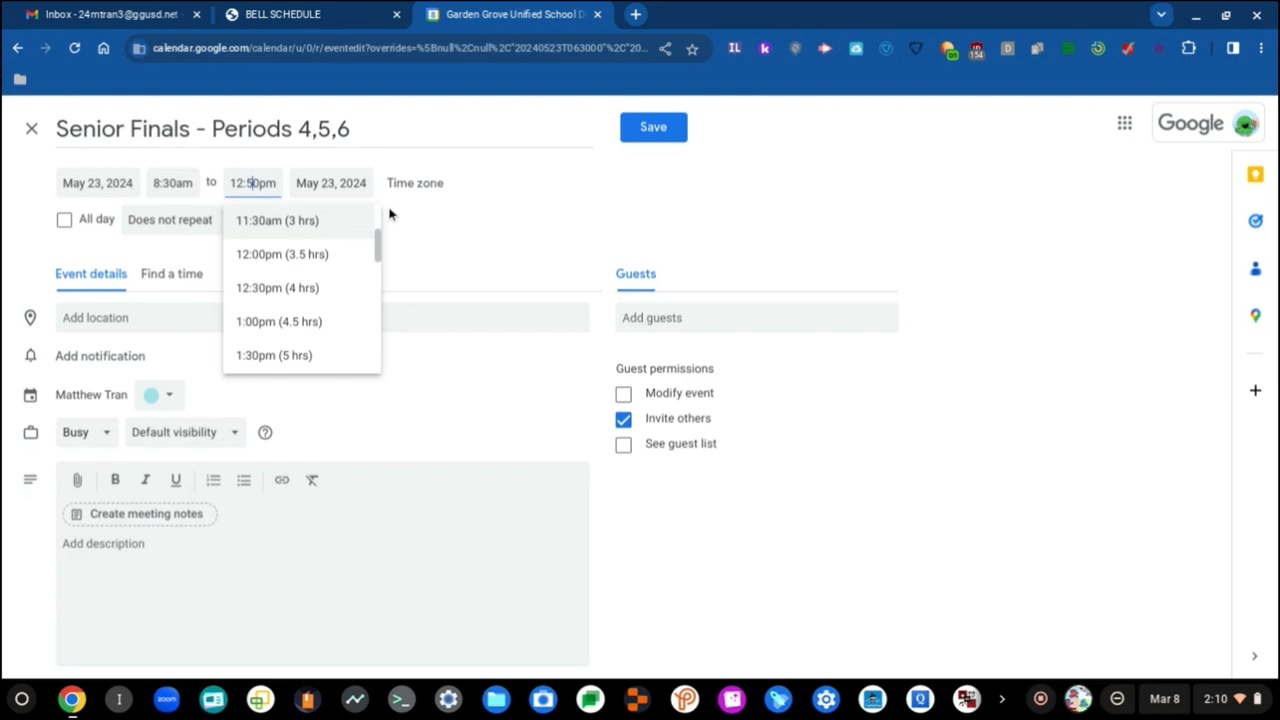 Inbox - 24mtran3@ggusd.net -
BELL SCHEDULE
Garden Grove Unified School D
calendar.google.com/calendar/u/0/r/eventedit?overrides=%5Bnull%2Cnull%2C"20240523T063000"%2C"20...
154
on
Senior Finals - Periods 4,5,6
Save
Google
May 23, 2024
8:30am
to
12:50pm
May 23, 2024
Time zone
All day
Does not repeat
11:30am (3 hrs)
12:00pm (3.5 hrs)
12:30pm (4 hrs)
1:00pm (4.5 hrs)
1:30pm (5 hrs)
Event details
Find a time
Guests
Add location
Add guests
Add notification
Guest permissions
Matthew Tran
Modify event
Invite others
Busy
Default visibility
See guest list
B I U
Create meeting notes
Add description
zoom
Mar 8
2:10